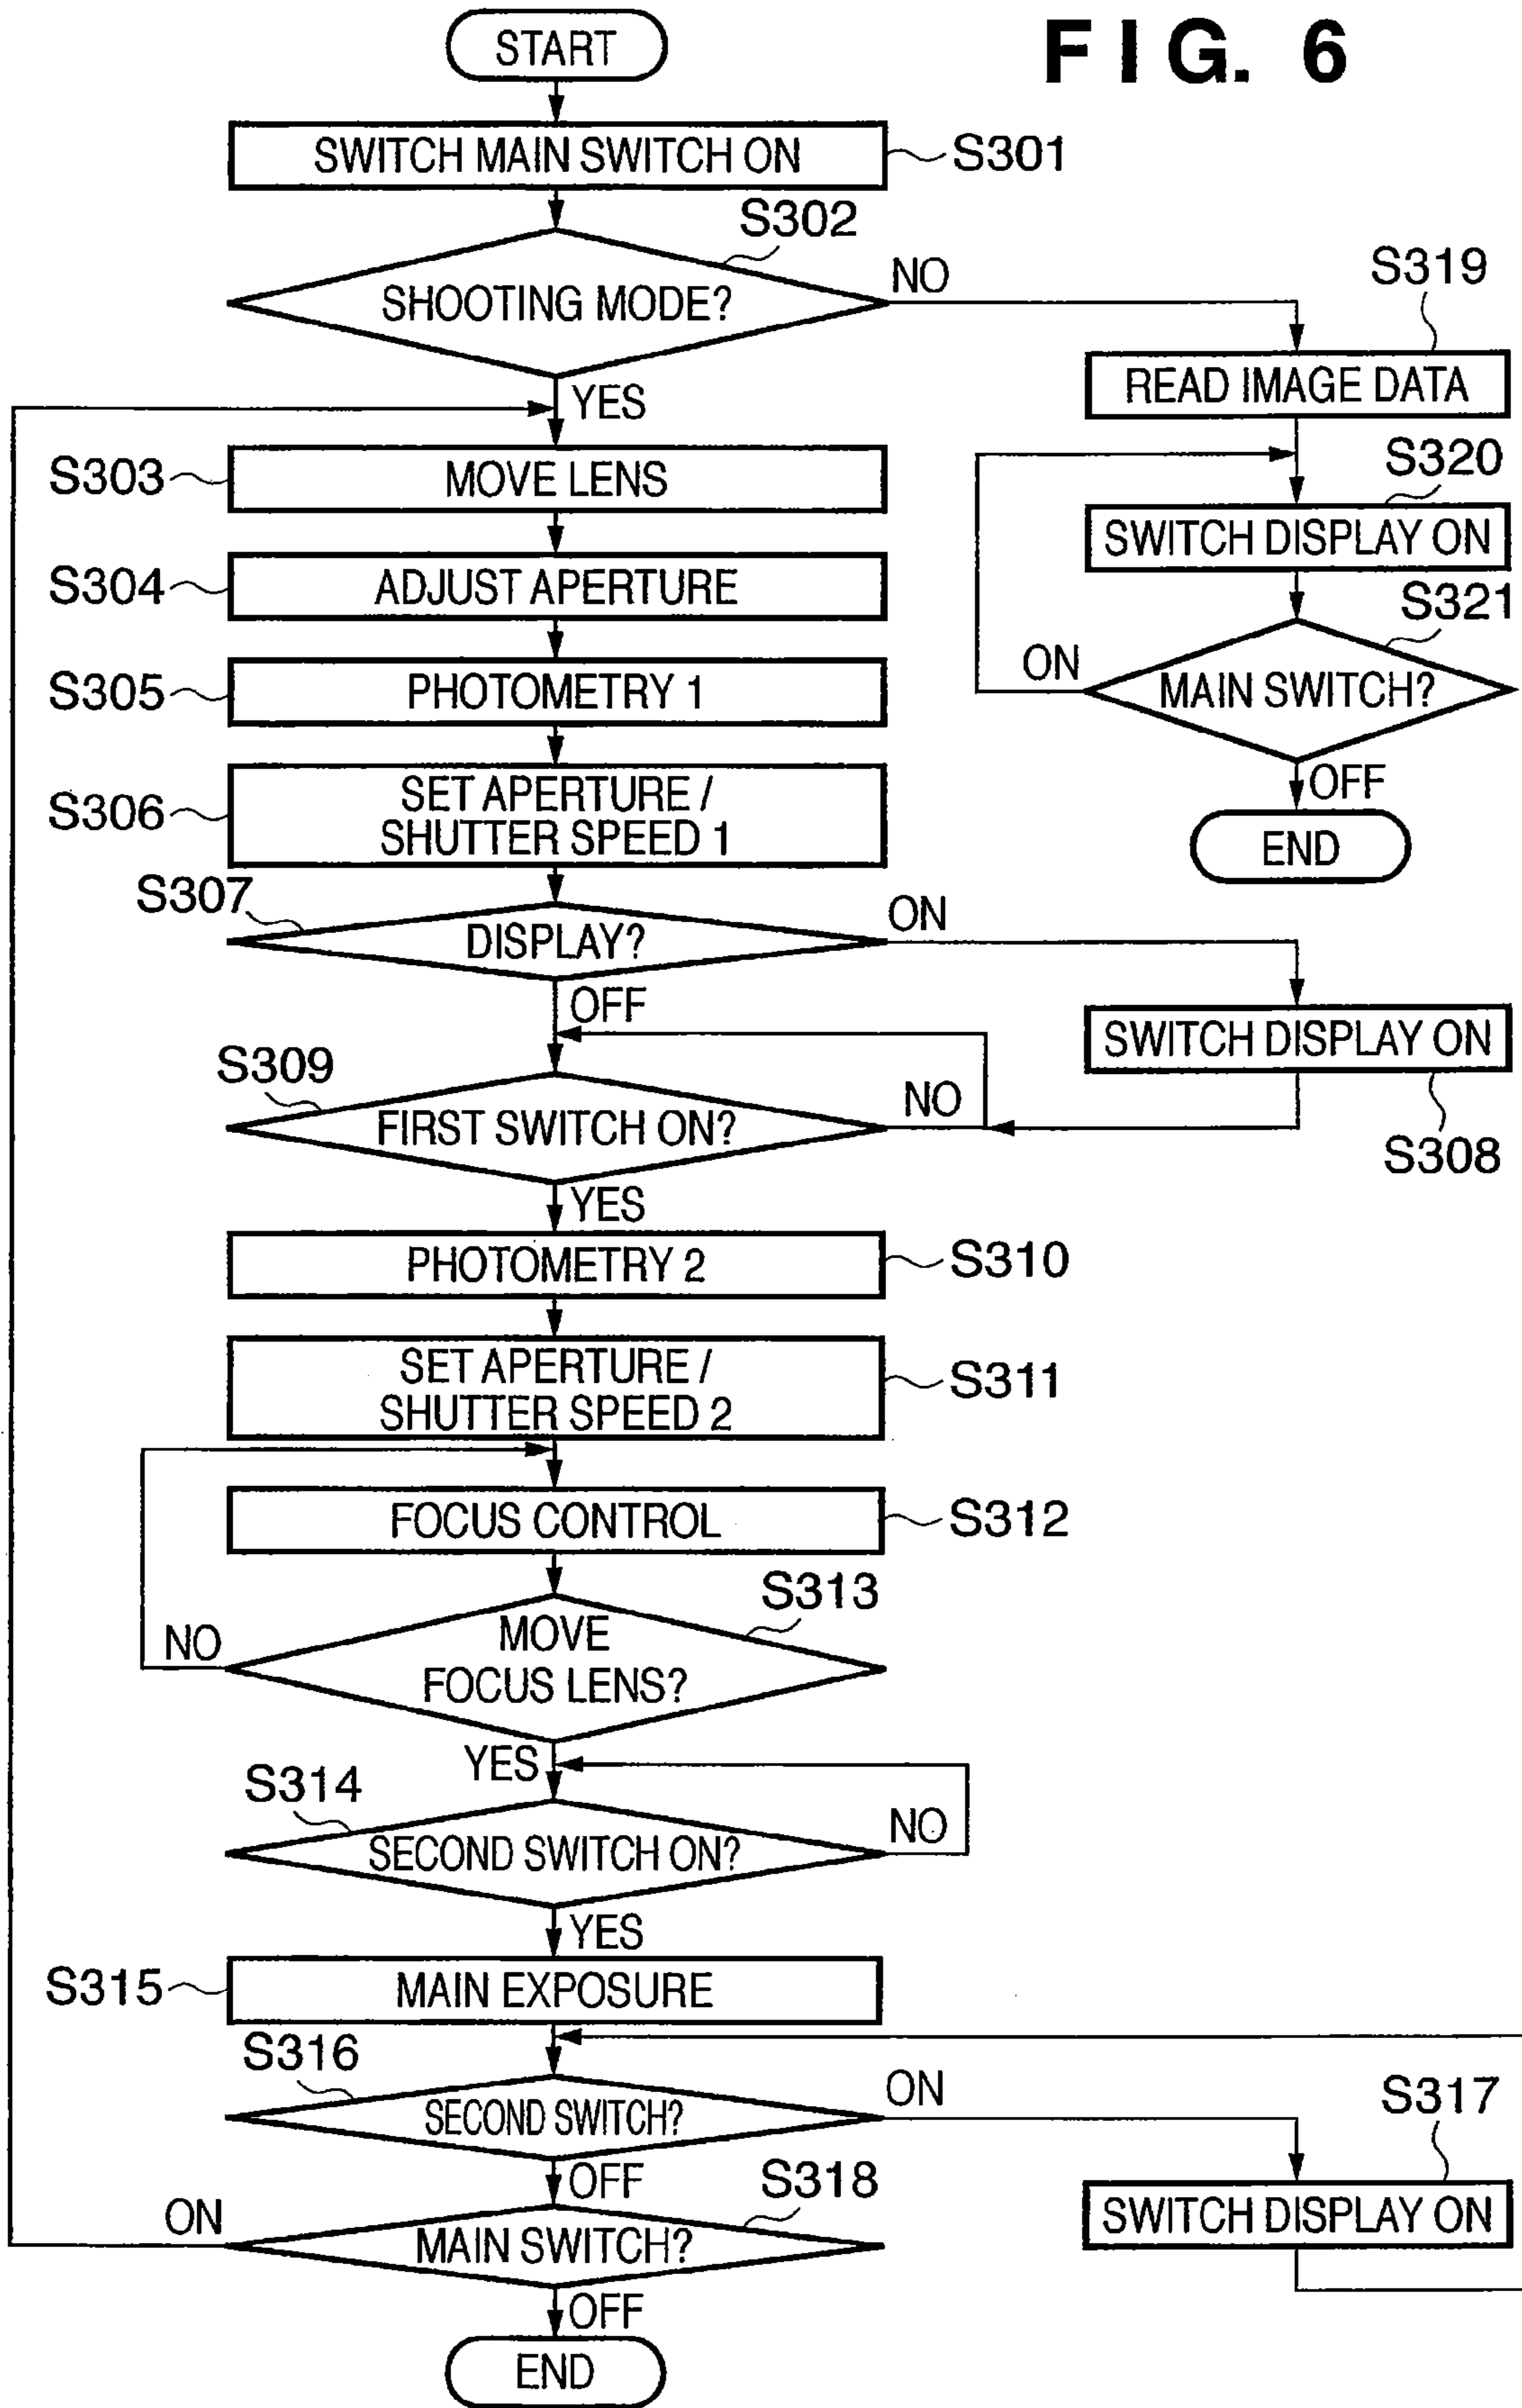 FIG. 6
START
SWITCH MAIN SWITCH ON
S301
S302
SHOOTING MODE?
NO
YES
S319
READ IMAGE DATA
S320
SWITCH DISPLAY ON
S321
MAIN SWITCH?
ON
OFF
END
S303
MOVE LENS
S304
ADJUST APERTURE
S305
PHOTOMETRY 1
S306
SET APERTURE /
SHUTTER SPEED 1
S307
DISPLAY?
ON
OFF
SWITCH DISPLAY ON
S308
S309
FIRST SWITCH ON?
NO
YES
PHOTOMETRY 2
S310
SET APERTURE /
SHUTTER SPEED 2
S311
FOCUS CONTROL
S312
S313
MOVE
FOCUS LENS?
NO
YES
S314
SECOND SWITCH ON?
NO
YES
S315
MAIN EXPOSURE
S316
SECOND SWITCH?
ON
OFF
S317
SWITCH DISPLAY ON
S318
MAIN SWITCH?
ON
OFF
END